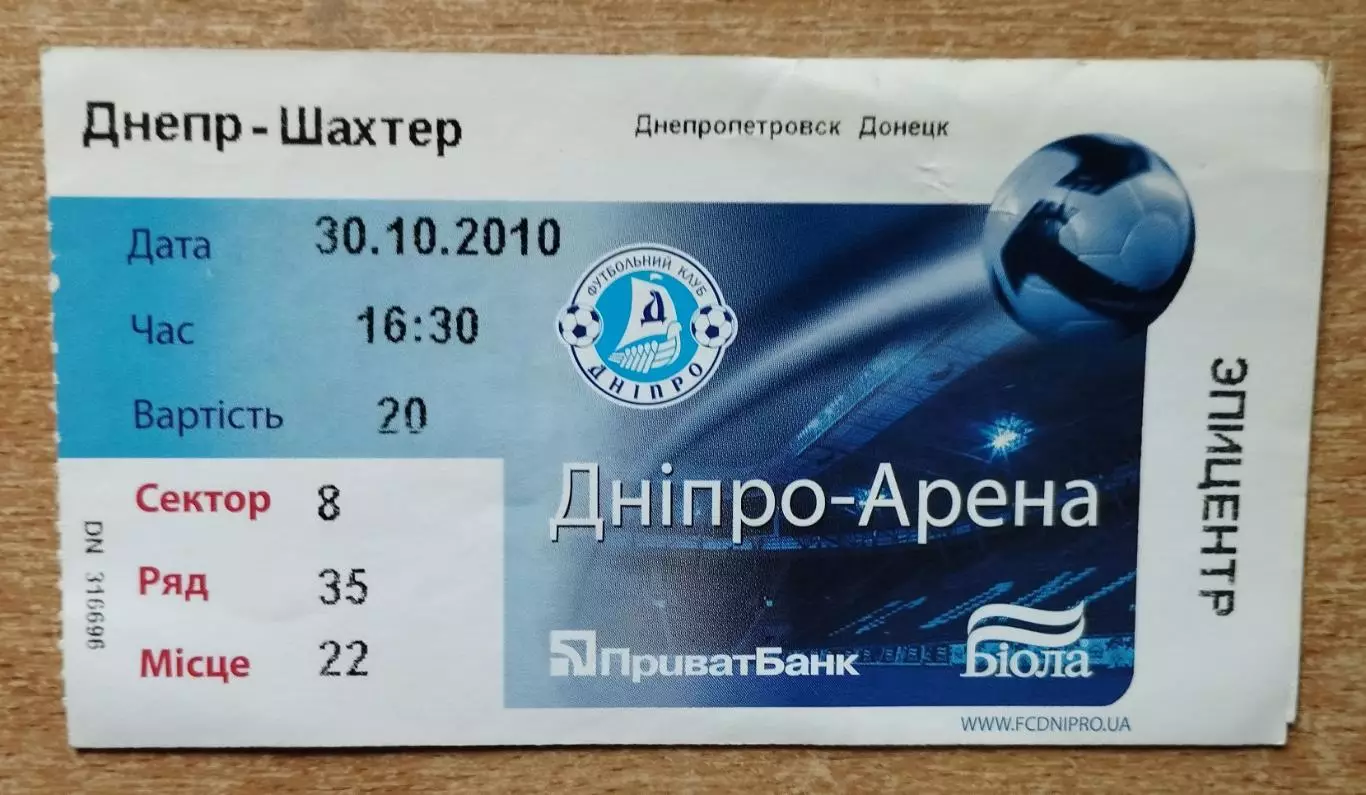 Днепр-Шахтер
Днепропетровск Донецк
Дата 30.10.2010
Час 16:30
Вартість 20
ФУТБОЛЬНИЙ КЛУБ
Д
ДНІПРО
Дніпро-Арена
Сектор 8
Ряд 35
Місце 22
DN 316696
ПриватБанк
Біола
WWW.FCDNIPRO.UA
ЭПИЦЕНТР